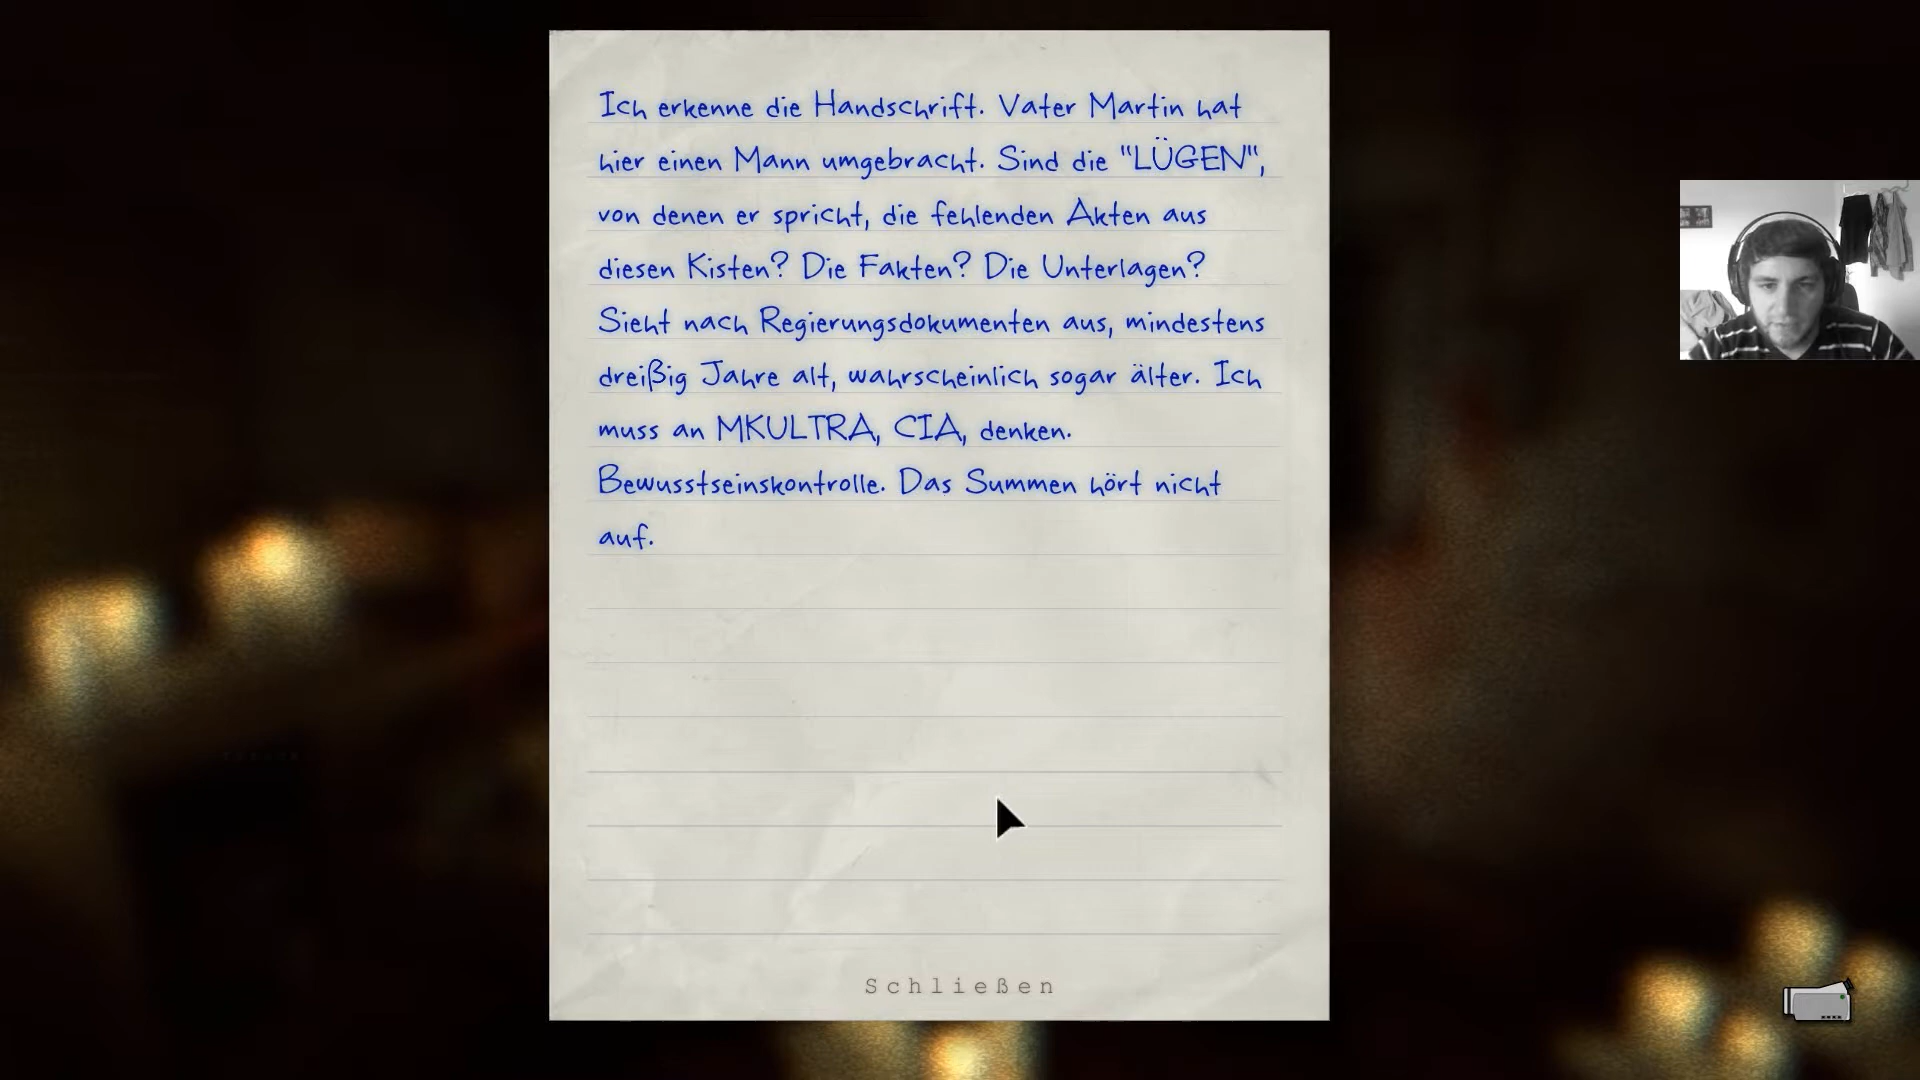 Ich erkenne die Handschrift. Vater Martin hat
hier einen Mann umgebracht. Sind die "LÜGEN",
von denen er spricht, die fehlenden Akten aus
diesen Kisten? Die Fakten? Die Unterlagen?
Sieht nach Regierungsdokumenten aus, mindestens
dreißig Jahre alt, wahrscheinlich sogar älter. Ich
muss an MKULTRA, CIA, denken.
Bewusstseinskontrolle. Das Summen hört nicht
auf.
Schließen